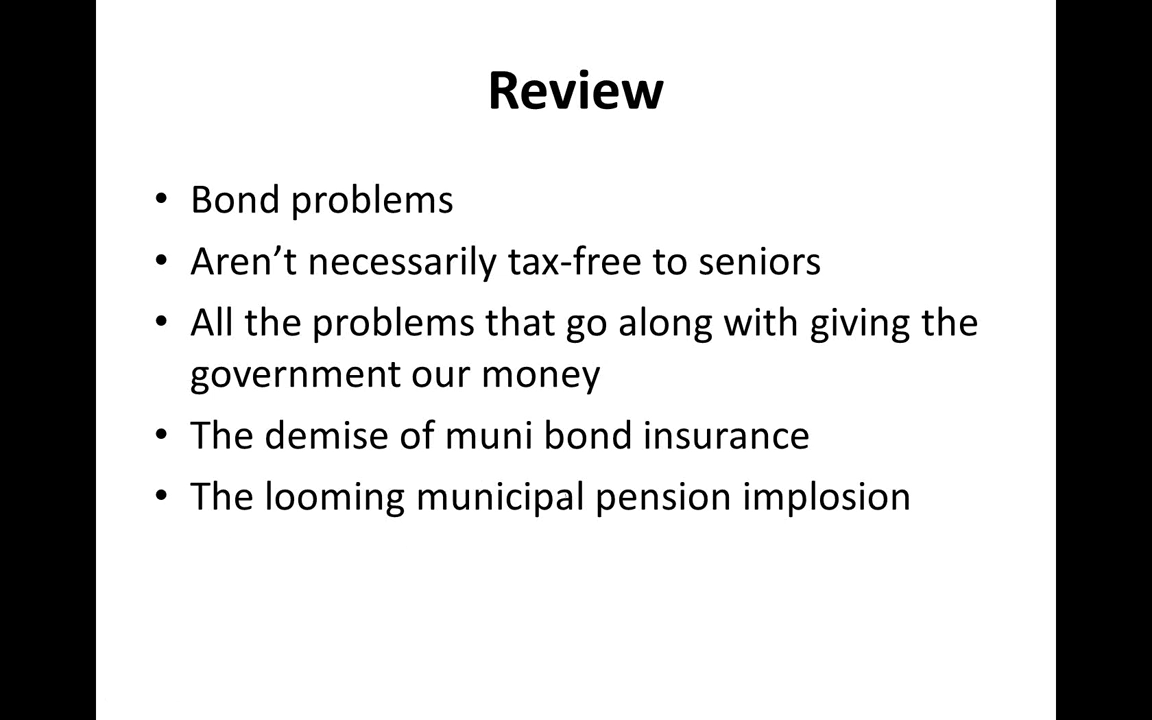 Review
• Bond problems
• Aren’t necessarily tax-free to seniors
• All the problems that go along with giving the
government our money
• The demise of muni bond insurance
• The looming municipal pension implosion